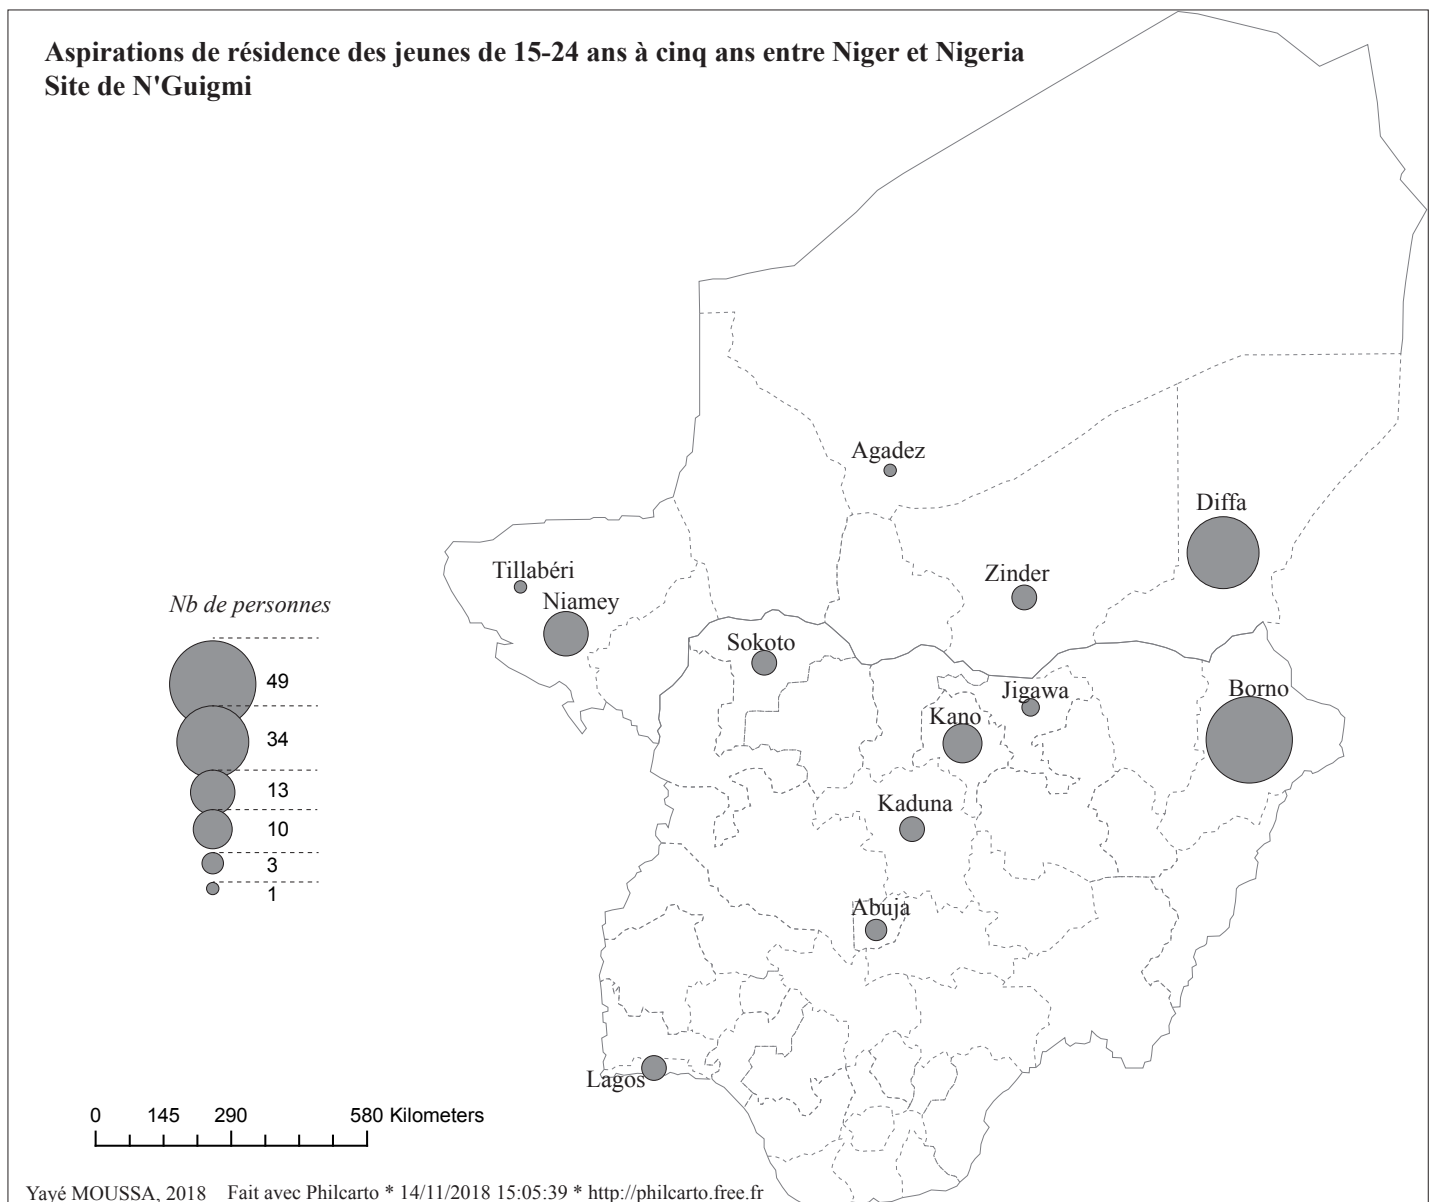 Aspirations de résidence des jeunes de 15-24 ans à cinq ans entre Niger et Nigeria
Site de N'Guigmi
Agadez
Diffa
Tillabéri
Zinder
Niamey
Sokoto
Jigawa
Borno
Kano
Kaduna
Abuja
Lagos
Nb de personnes
49
34
13
10
3
1
0 145 290 580 Kilometers
Yayé MOUSSA, 2018 Fait avec Philcarto * 14/11/2018 15:05:39 * http://philcarto.free.fr